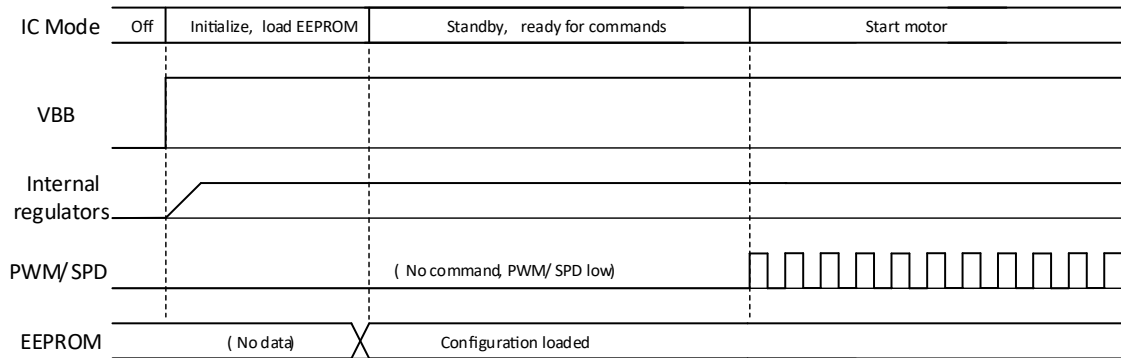 IC Mode Off Initialize, load EEPROM Standby, ready for commands Start motor
VBB
Internal
regulators
PWM/ SPD ( No command, PWM/ SPD low)
EEPROM ( No data) Configuration loaded